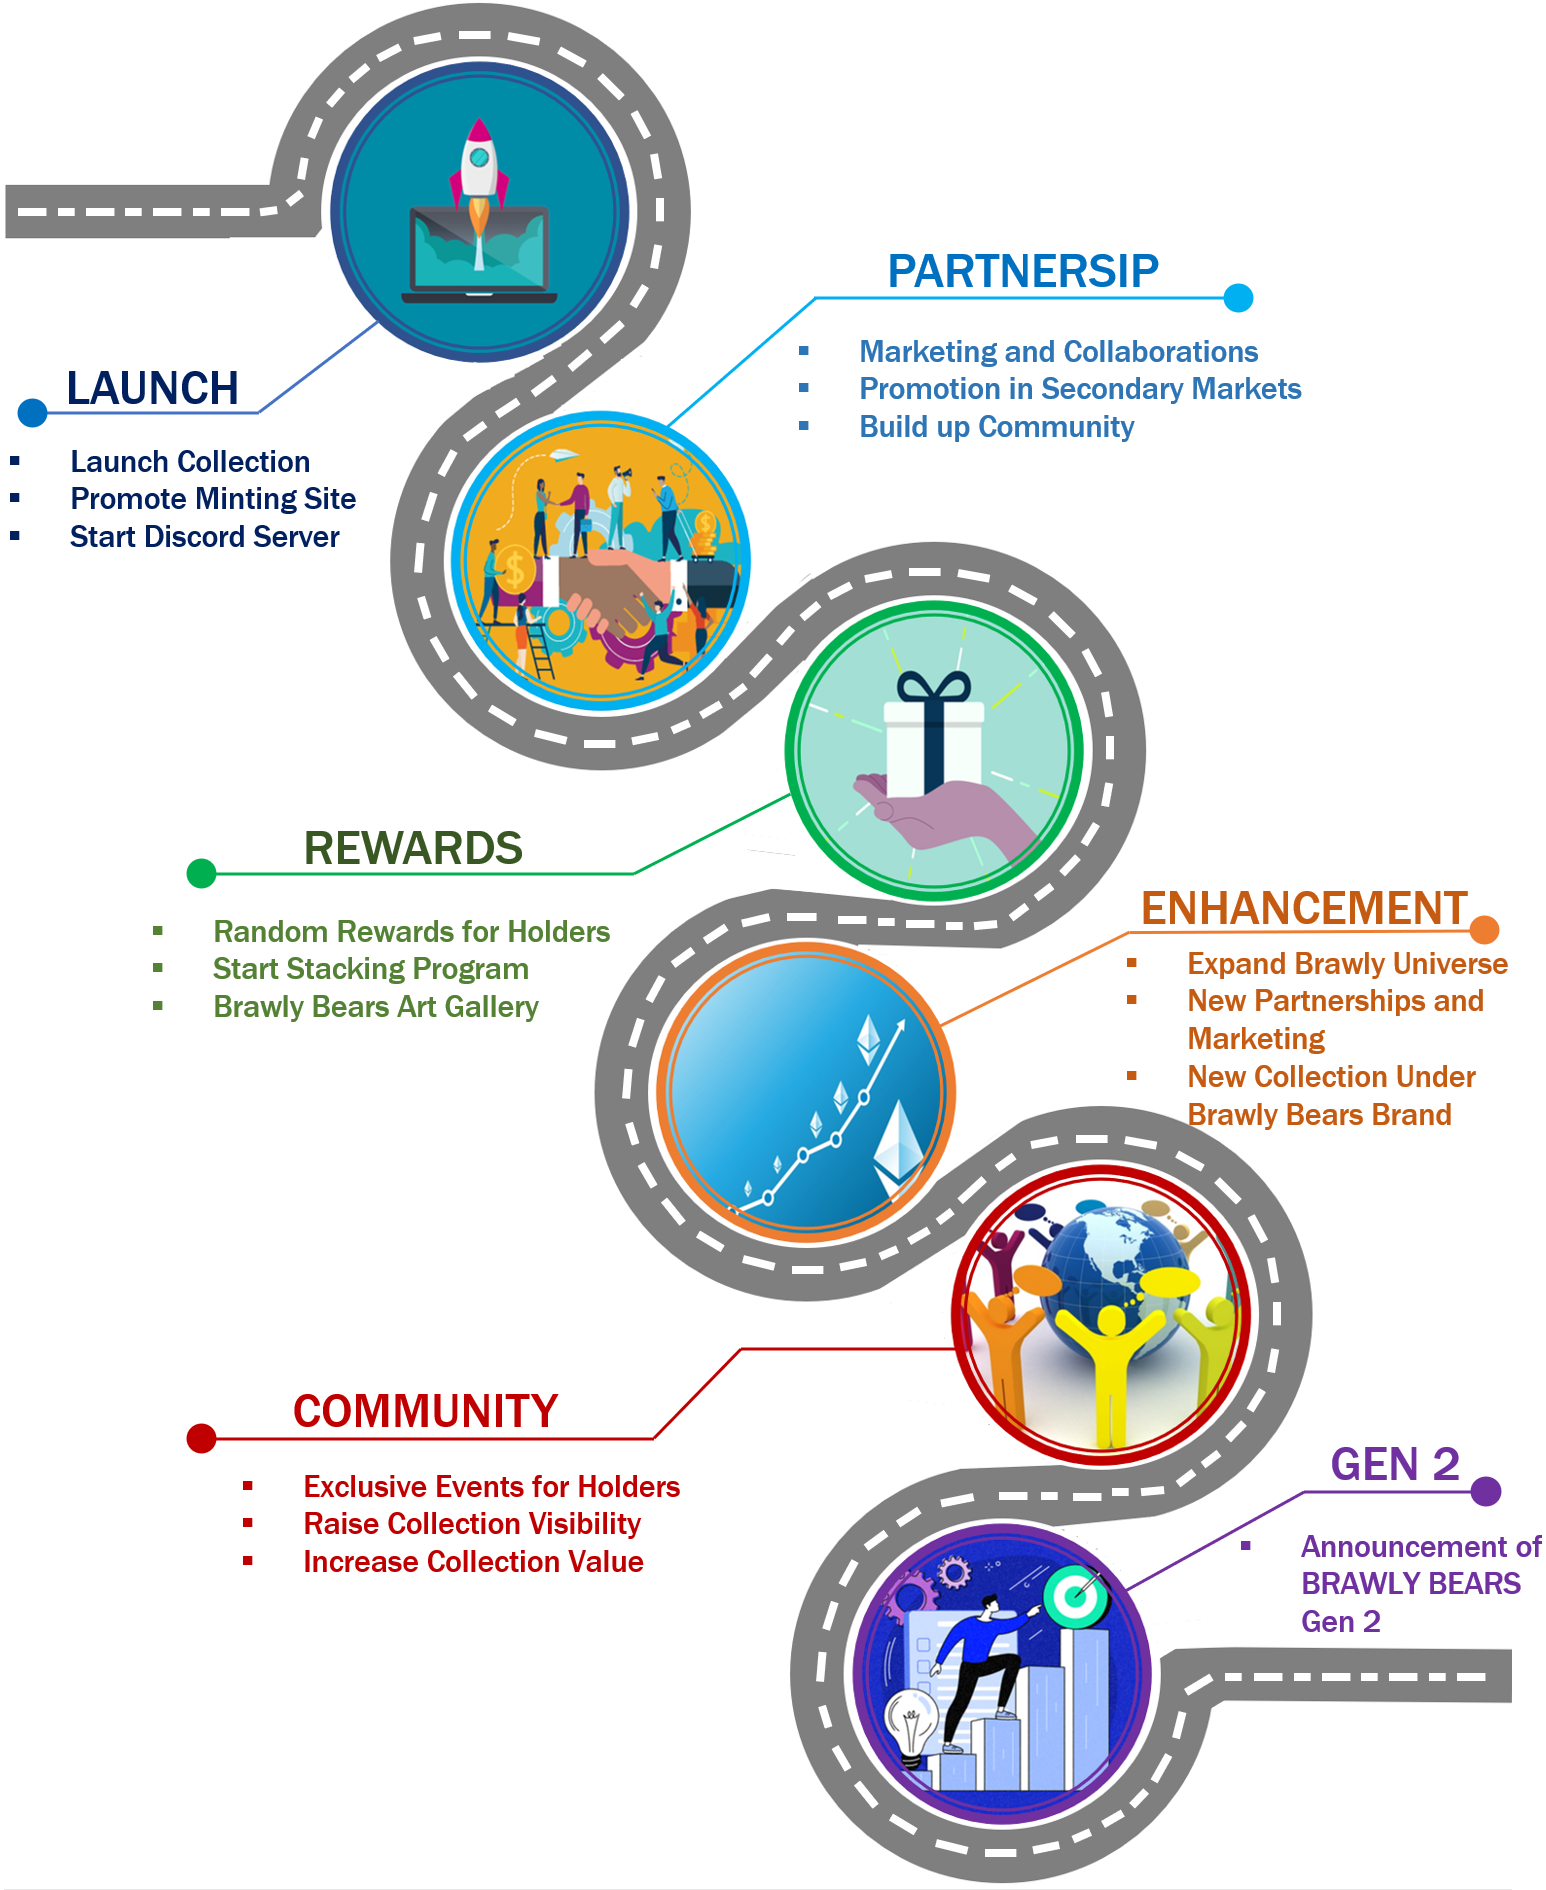 PARTNERSIP
▪ Marketing and Collaborations
▪ Promotion in Secondary Markets
▪ Build up Community
LAUNCH
▪ Launch Collection
▪ Promote Minting Site
▪ Start Discord Server
REWARDS
▪ Random Rewards for Holders
▪ Start Stacking Program
▪ Brawly Bears Art Gallery
ENHANCEMENT
▪ Expand Brawly Universe
▪ New Partnerships and
Marketing
▪ New Collection Under
Brawly Bears Brand
COMMUNITY
▪ Exclusive Events for Holders
▪ Raise Collection Visibility
▪ Increase Collection Value
GEN 2
▪ Announcement of
BRAWLY BEARS
Gen 2